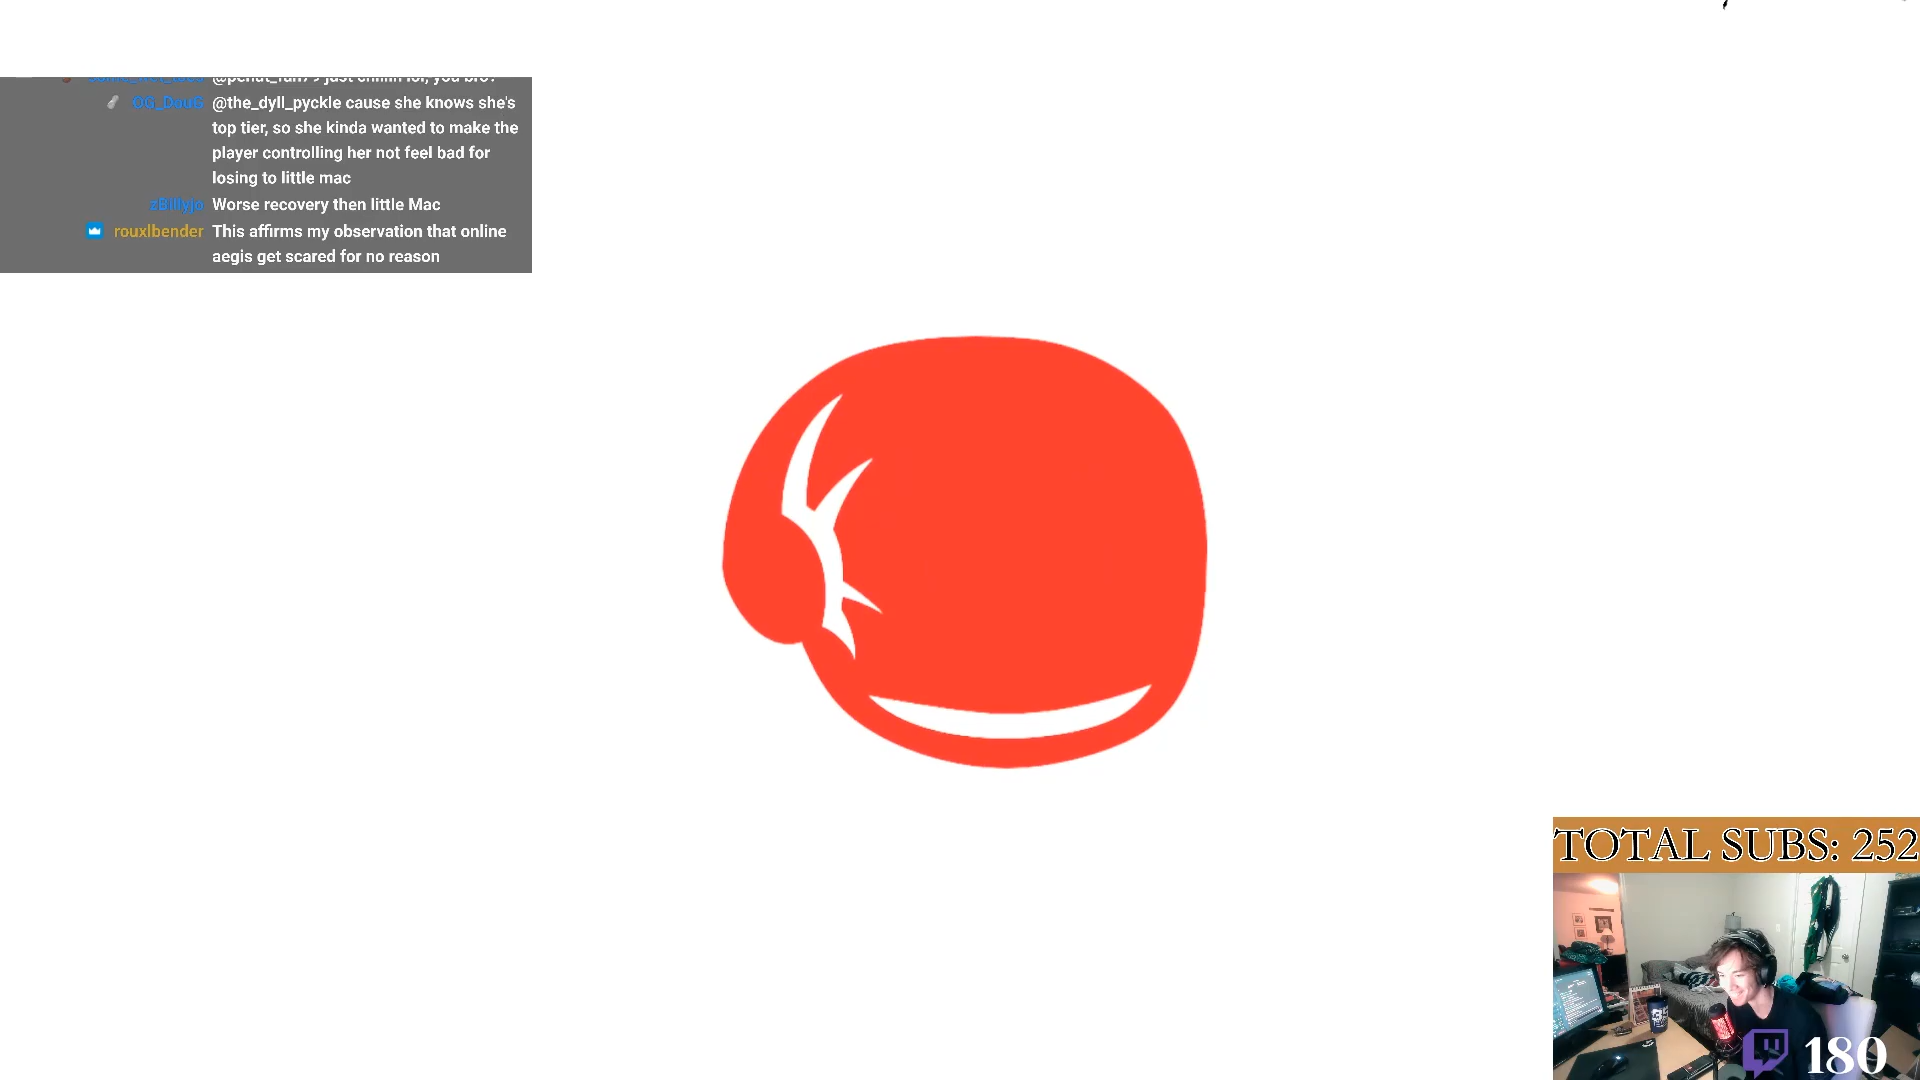 OG_DauG @the_dyll_pyckle cause she knows she's
top tier, so she kinda wanted to make the
player controlling her not feel bad for
losing to little mac
zBillyjo Worse recovery then little Mac
rouxlbender This affirms my observation that online
aegis get scared for no reason
TOTAL SUBS: 252
180